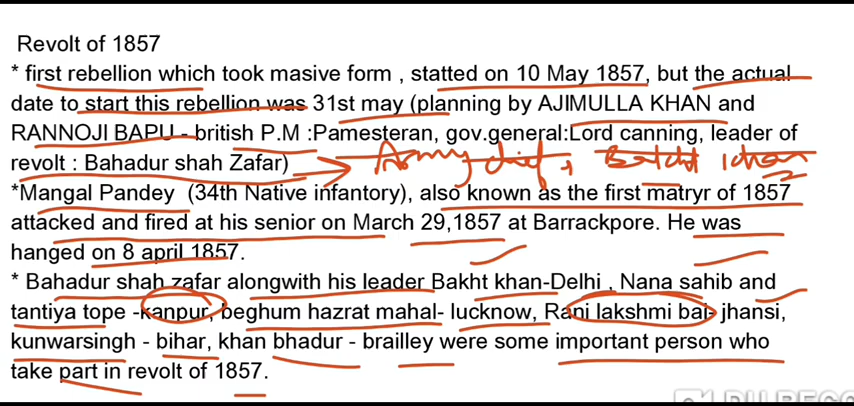 Revolt of 1857
* first rebellion which took masive form , statted on 10 May 1857, but the actual
date to start this rebellion was 31st may (planning by AJIMULLA KHAN and
RANNOJI BAPU - british P.M :Pamesteran, gov.general:Lord canning, leader of
revolt : Bahadur shah Zafar) → Army chief, Bakht khan
*Mangal Pandey (34th Native infantory), also known as the first matryr of 1857
attacked and fired at his senior on March 29,1857 at Barrackpore. He was
hanged on 8 april 1857.
* Bahadur shah zafar alongwith his leader Bakht khan-Delhi , Nana sahib and
tantiya tope -kanpur, beghum hazrat mahal- lucknow, Rani lakshmi bai- jhansi,
kunwarsingh - bihar, khan bhadur - brailley were some important person who
take part in revolt of 1857.